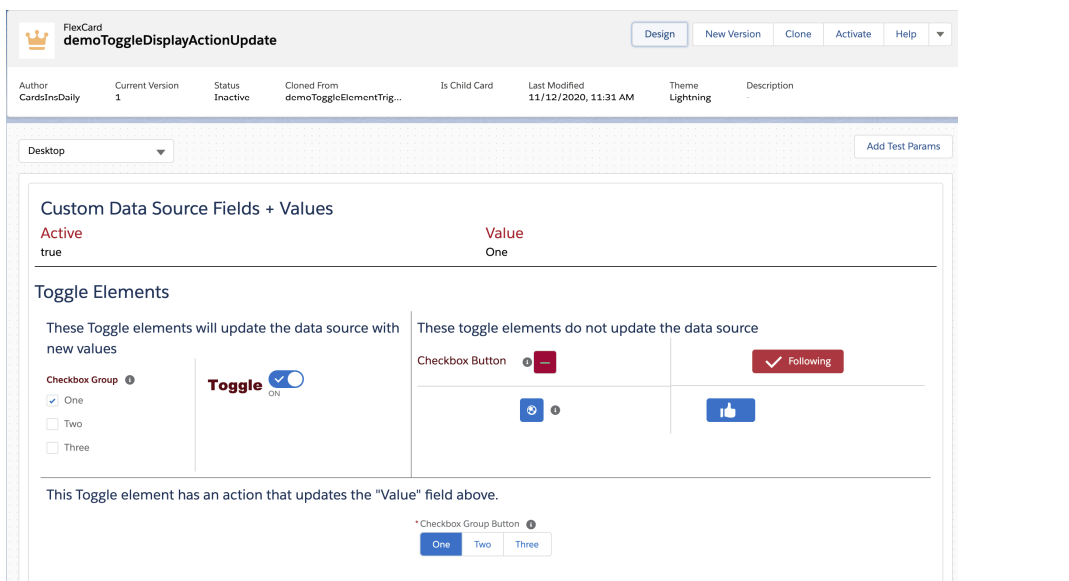 FlexCard
demoToggleDisplayActionUpdate
Design
New Version
Clone
Activate
Help
Author
Current Version
Status
Cloned From
Is Child Card
Last Modified
Theme
Description
CardsInsDaily
1
Inactive
demoToggleElementTrig...
11/12/2020, 11:31 AM
Lightning
-
Desktop
Add Test Params
Custom Data Source Fields + Values
Active
Value
true
One
Toggle Elements
These Toggle elements will update the data source with
new values
These toggle elements do not update the data source
Checkbox Group
One
Two
Three
Toggle
ON
Checkbox Button
Following
This Toggle element has an action that updates the "Value" field above.
*Checkbox Group Button
One
Two
Three